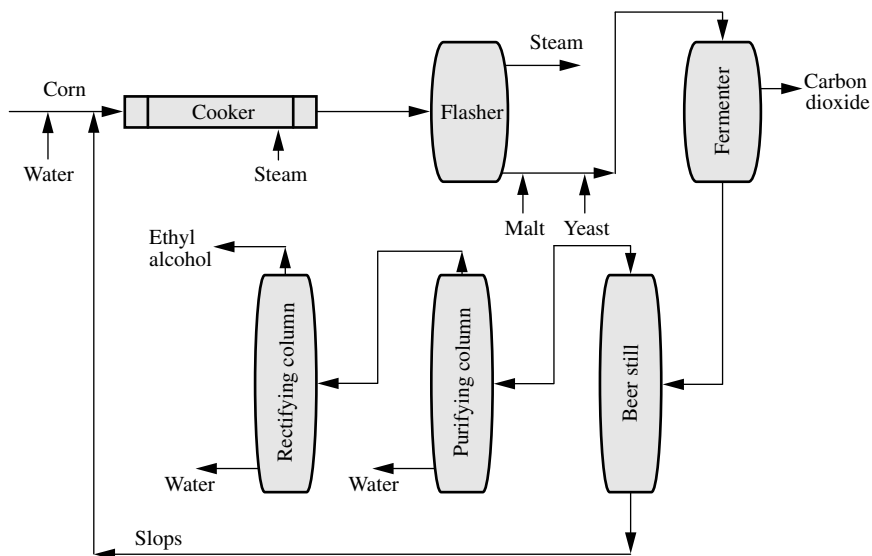 Steam
Carbon
dioxide
Corn
Cooker
Flasher
Fermenter
Water
Steam
Malt
Yeast
Ethyl
alcohol
Rectifying column
Purifying column
Beer still
Water
Water
Slops